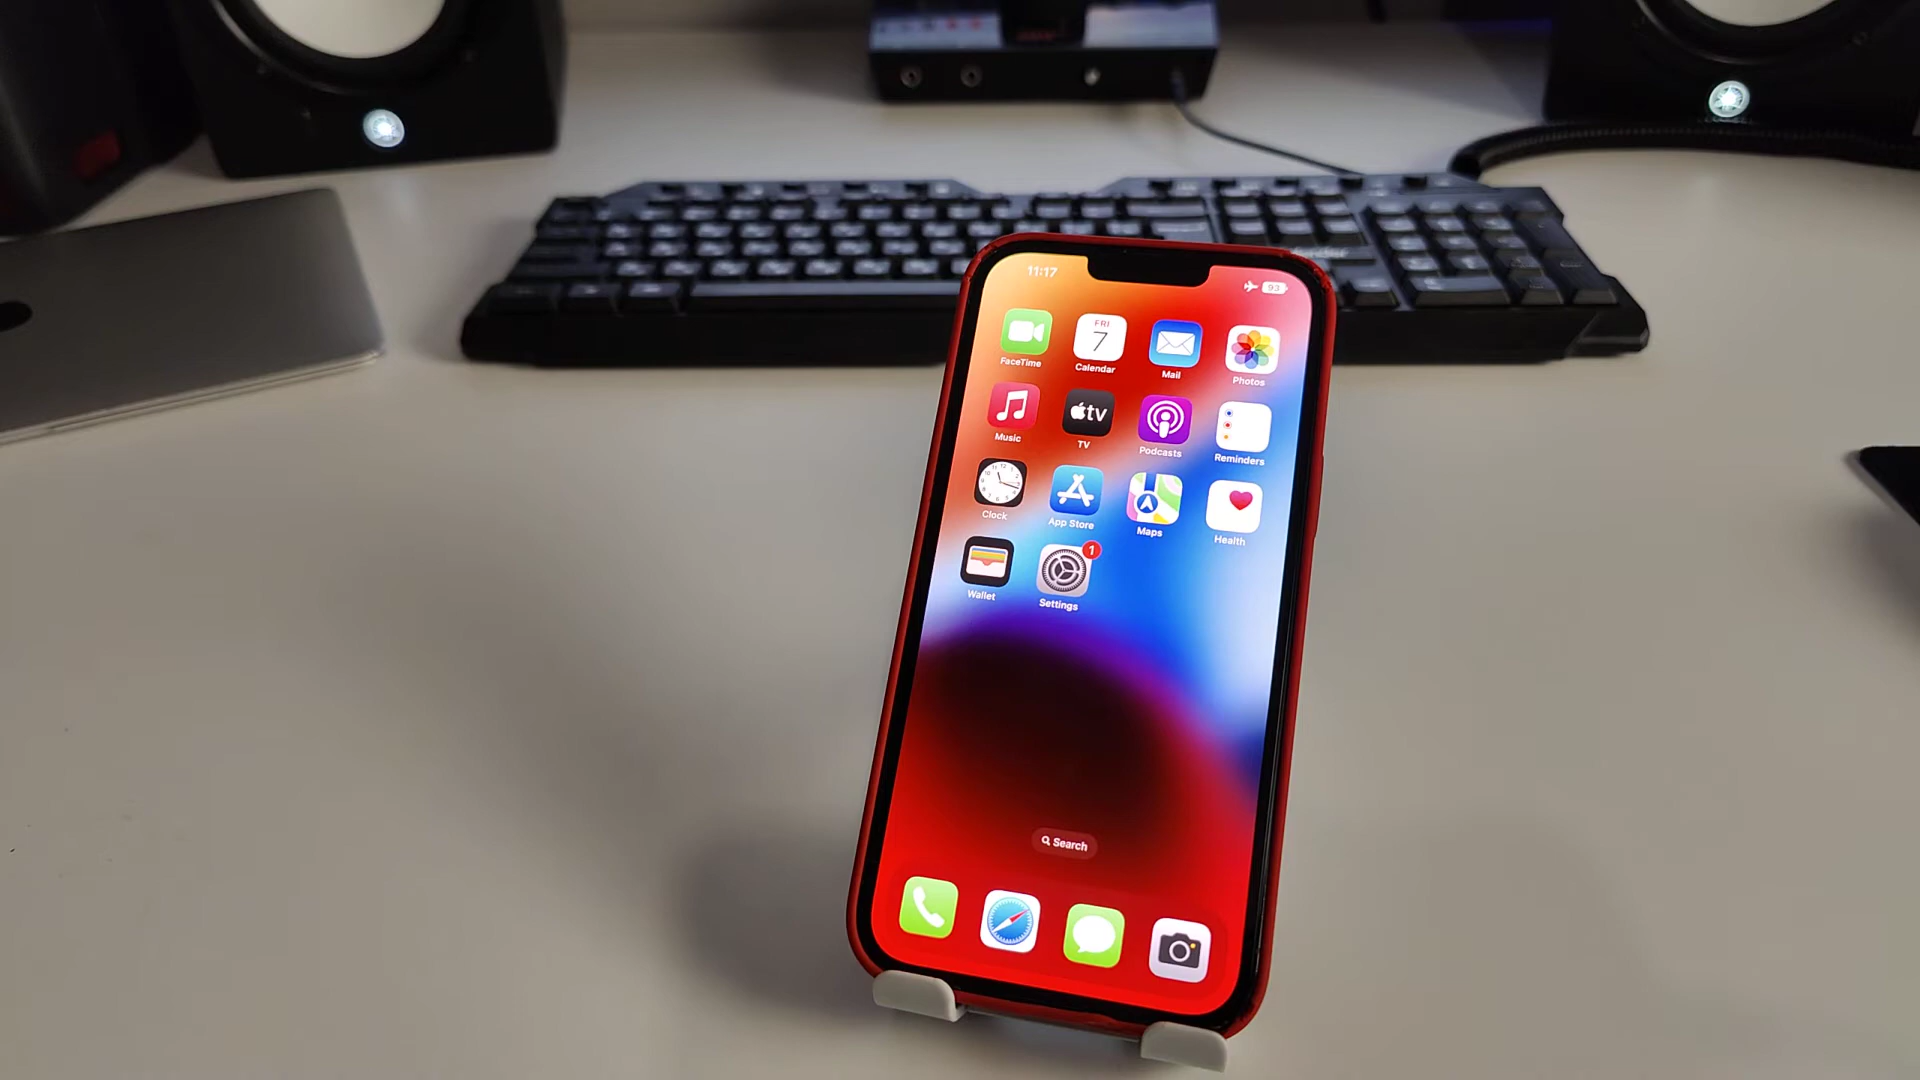 11:17
93
FRI
7
FaceTime
Calendar
Mail
Photos
tv
Music
TV
Podcasts
Reminders
Clock
App Store
Maps
Health
1
Wallet
Settings
Search